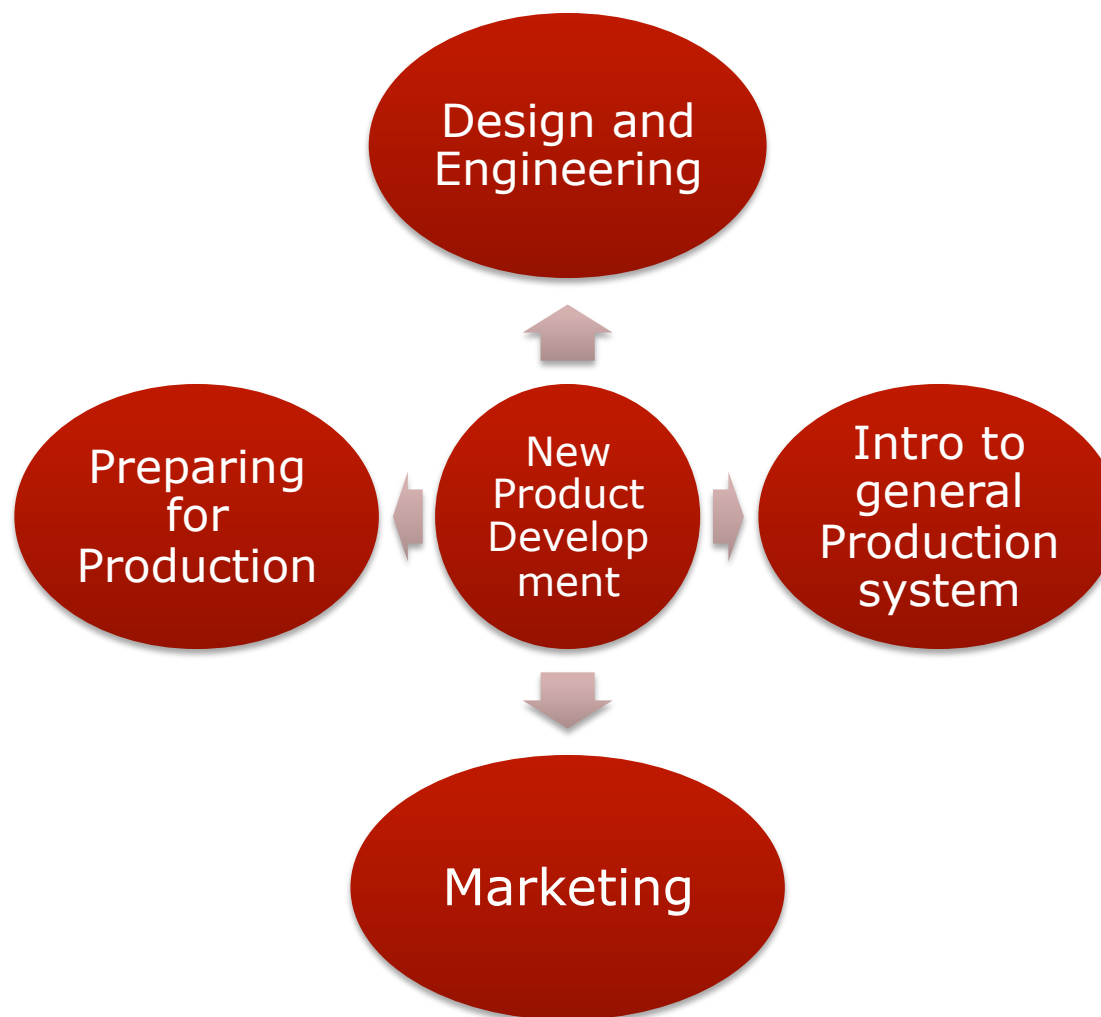 Design and
Engineering
Preparing
for
Production
New
Product
Develop
ment
Intro to
general
Production
system
Marketing